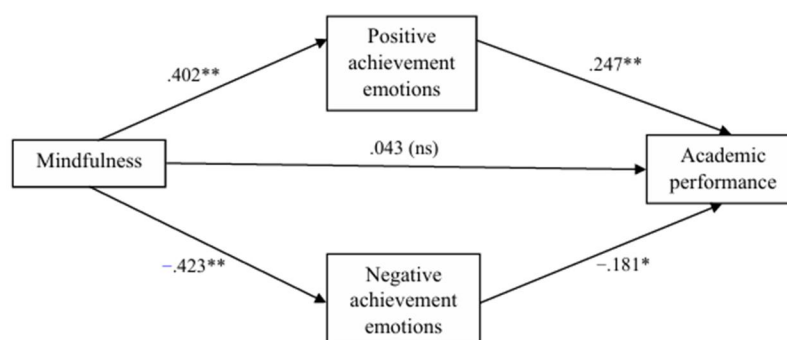 Positive
achievement
emotions
.402**
.247**
.043 (ns)
Mindfulness
Academic
performance
−.423**
−.181*
Negative
achievement
emotions